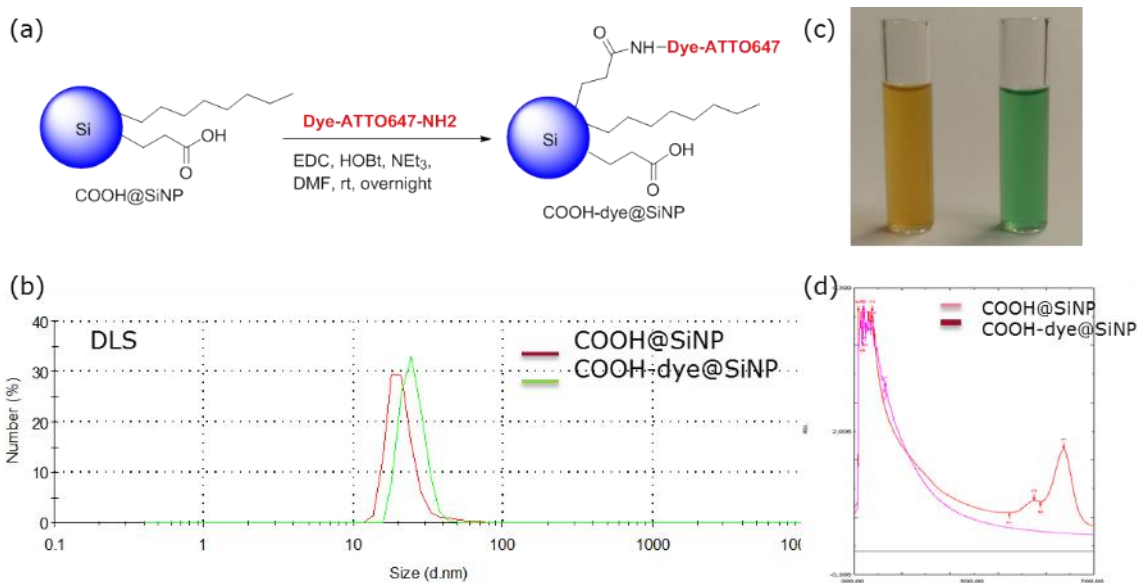 (a)
NH–Dye-ATTO647
O
Si
OH
O
COOH@SiNP
Dye-ATTO647-NH2
EDC, HOBt, NEt₃,
DMF, rt, overnight
Si
OH
O
COOH-dye@SiNP
(c)
(b)
DLS
COOH@SiNP
COOH-dye@SiNP
Number (%)
40
30
20
10
0
0.1 1 10 100 1000
Size (d.nm)
(d)
COOH@SiNP
COOH-dye@SiNP